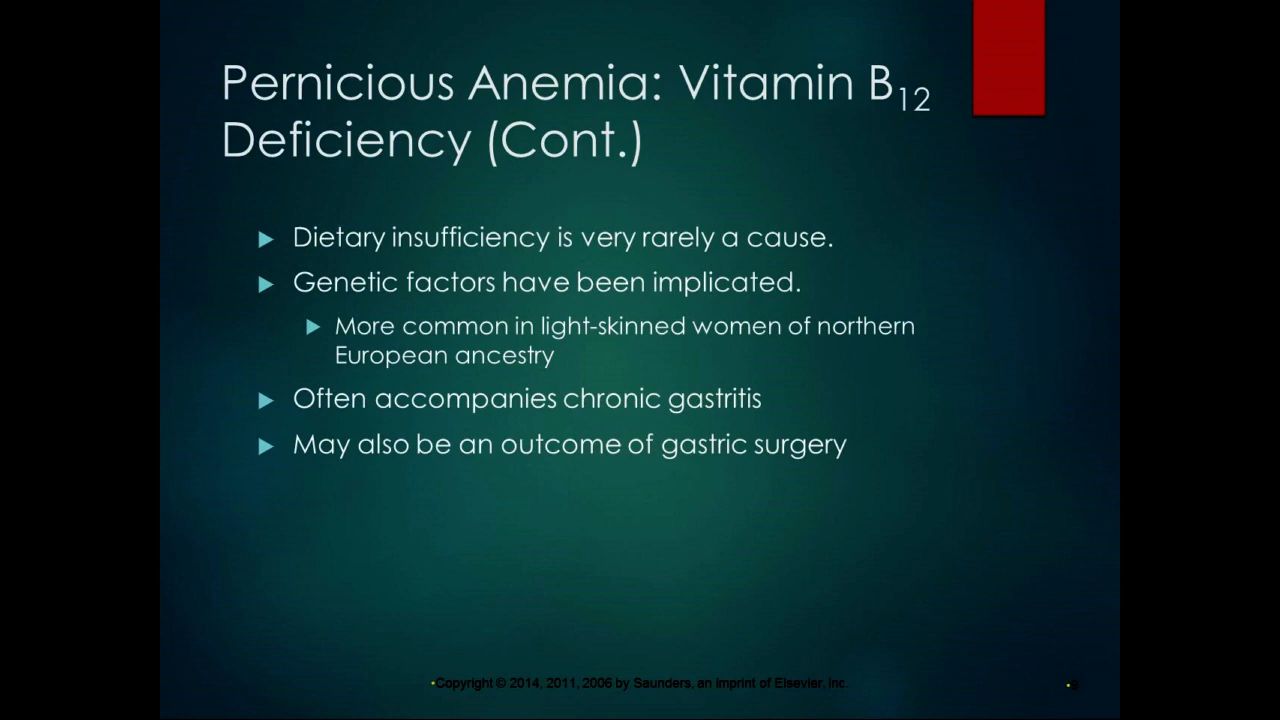 Pernicious Anemia: Vitamin B12
Deficiency (Cont.)
Dietary insufficiency is very rarely a cause.
Genetic factors have been implicated.
More common in light-skinned women of northern
European ancestry
Often accompanies chronic gastritis
May also be an outcome of gastric surgery
•Copyright © 2014, 2011, 2006 by Saunders, an imprint of Elsevier, Inc.